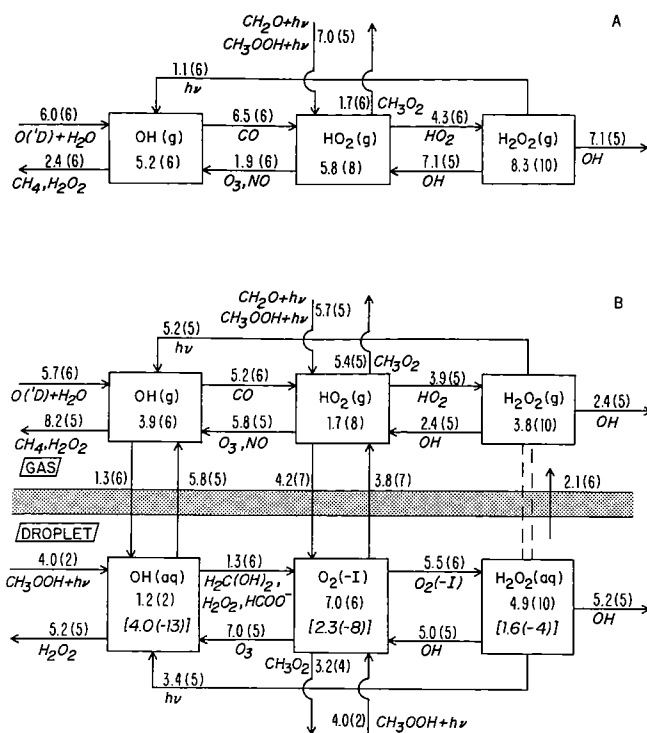 A
CH₂O+hν
CH₃OOH+hν
7.0(5)
1.1(6)
hν
1.7(6)
CH₃O₂
6.0(6)
O('D)+H₂O
2.4(6)
CH₄,H₂O₂
OH(g)
5.2(6)
6.5(6)
CO
1.9(6)
O₃,NO
HO₂(g)
5.8(8)
4.3(6)
HO₂
7.1(5)
OH
H₂O₂(g)
8.3(10)
7.1(5)
OH
B
CH₂O+hν
CH₃OOH+hν
5.7(5)
5.2(5)
hν
5.4(5)
CH₃O₂
5.7(6)
O('D)+H₂O
8.2(5)
CH₄,H₂O₂
OH(g)
3.9(6)
5.2(6)
CO
5.8(5)
O₃,NO
HO₂(g)
1.7(8)
3.9(5)
HO₂
2.4(5)
OH
H₂O₂(g)
3.8(10)
2.4(5)
OH
GAS
1.3(6)
5.8(5)
4.2(7)
3.8(7)
2.1(6)
DROPLET
4.0(2)
CH₃OOH+hν
5.2(5)
H₂O₂
OH(aq)
1.2(2)
[4.0(-13)]
1.3(6)
H₂C(OH)₂,
H₂O₂,HCOO⁻
7.0(5)
O₃
O₂(-I)
7.0(6)
[2.3(-8)]
5.5(6)
O₂(-I)
5.0(5)
OH
H₂O₂(aq)
4.9(10)
[1.6(-4)]
5.2(5)
OH
CH₃O₂
3.2(4)
3.4(5)
hν
4.0(2)
CH₃OOH+hν